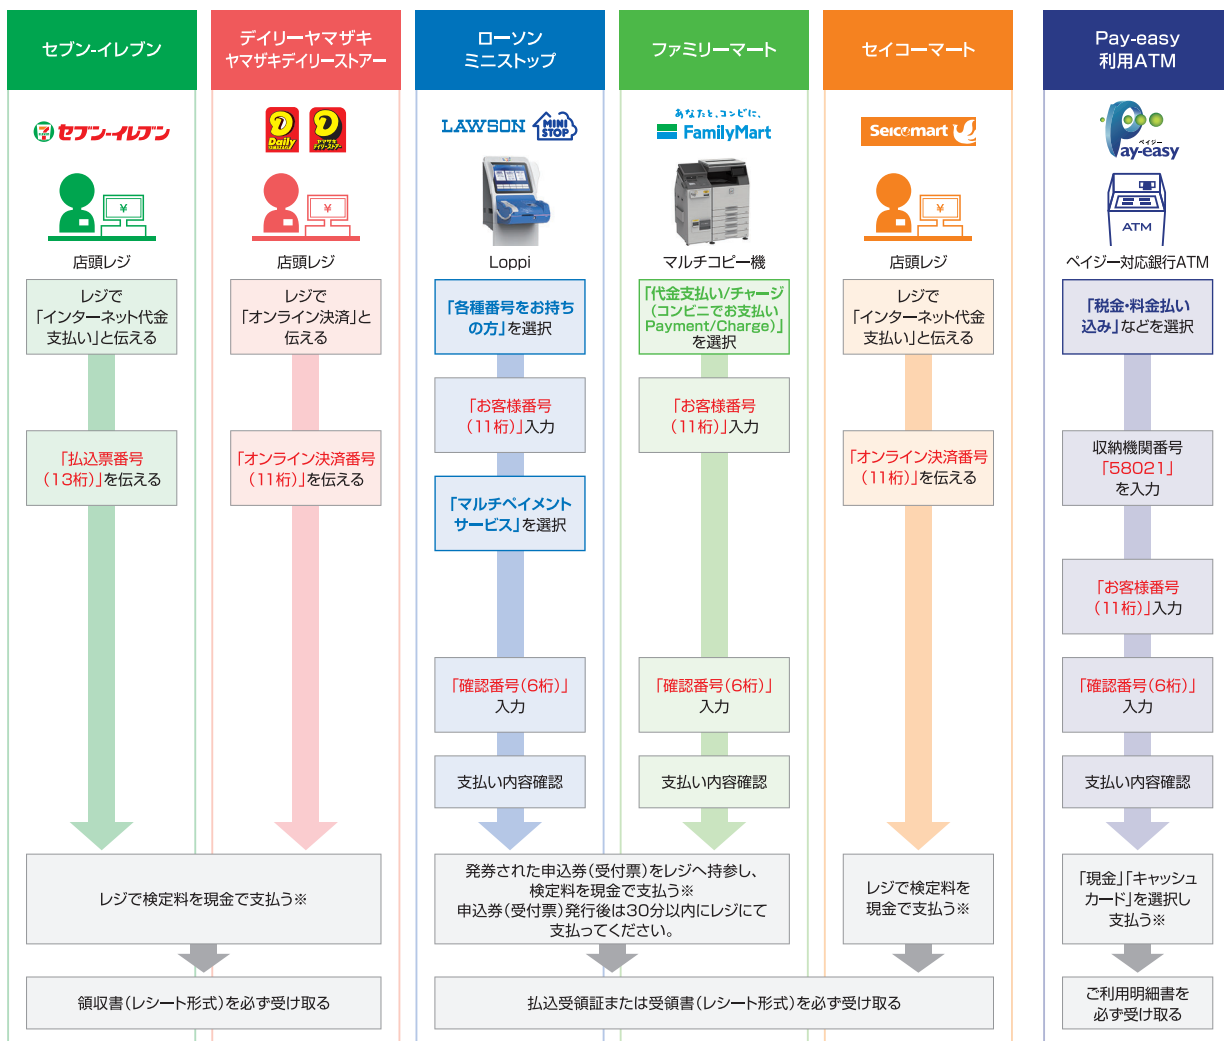 セブン-イレブン
セブン-イレブン
¥
店頭レジ
レジで
「インターネット代金
支払い」と伝える
「払込票番号
(13桁)」を伝える
デイリーヤマザキ
ヤマザキデイリーストアー
Daily
¥
店頭レジ
レジで
「オンライン決済」と
伝える
「オンライン決済番号
(11桁)」を伝える
レジで検定料を現金で支払う※
領収書(レシート形式)を必ず受け取る
ローソン
ミニストップ
LAWSON
MINI
STOP
Loppi
「各種番号をお持ち
の方」を選択
「お客様番号
(11桁)」入力
「マルチペイメント
サービス」を選択
「確認番号(6桁)」
入力
支払い内容確認
ファミリーマート
あなたと、コンビに、
FamilyMart
マルチコピー機
「代金支払い/チャージ
(コンビニでお支払い
Payment/Charge)」
を選択
「お客様番号
(11桁)」入力
「確認番号(6桁)」
入力
支払い内容確認
発券された申込券(受付票)をレジへ持参し、
検定料を現金で支払う※
申込券(受付票)発行後は30分以内にレジにて
支払ってください。
セイコーマート
Seicomart
¥
店頭レジ
レジで
「インターネット代金
支払い」と伝える
「オンライン決済番号
(11桁)」を伝える
レジで検定料を
現金で支払う※
払込受領証または受領書(レシート形式)を必ず受け取る
Pay-easy
利用ATM
ペイジー
Pay-easy
ATM
ペイジー対応銀行ATM
「税金・料金払い
込み」などを選択
収納機関番号
「58021」
を入力
「お客様番号
(11桁)」入力
「確認番号(6桁)」
入力
支払い内容確認
「現金」「キャッシュ
カード」を選択し
支払う※
ご利用明細書を
必ず受け取る